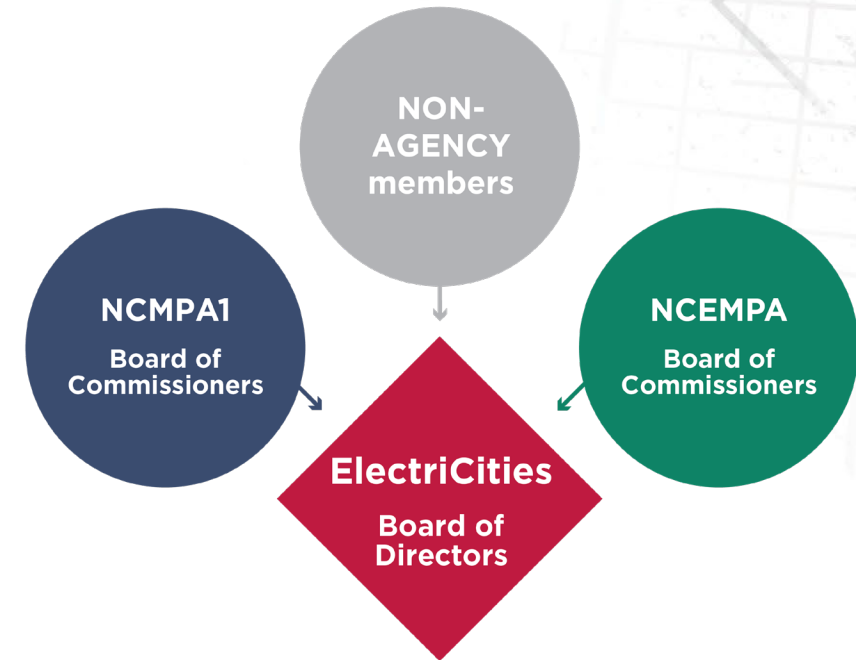 NON-
AGENCY
members
NCMPA1
Board of
Commissioners
NCEMPA
Board of
Commissioners
ElectriCities
Board of
Directors